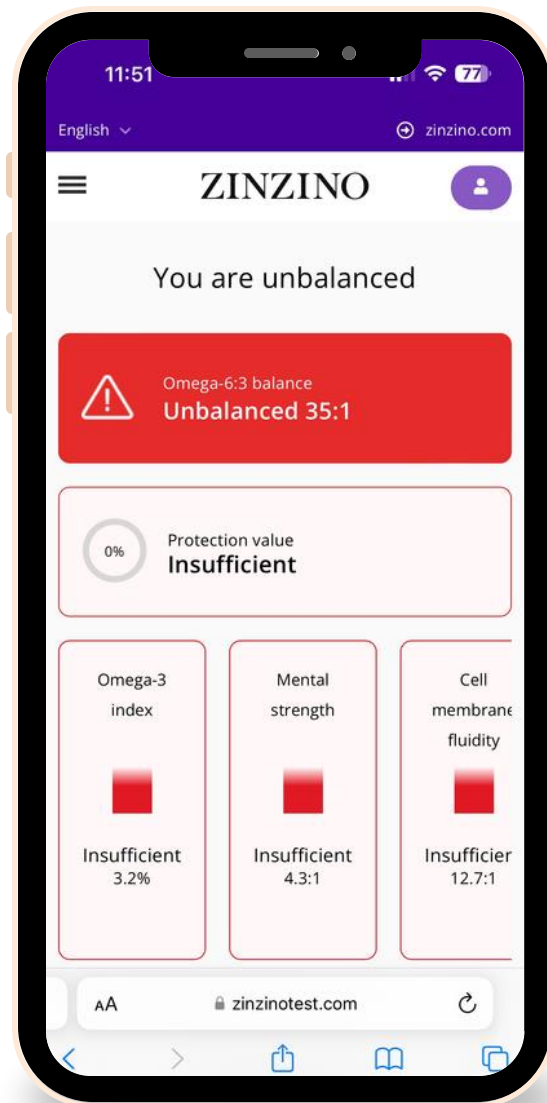 11:51
77
English
zinzino.com
ZINZINO
You are unbalanced
Omega-6:3 balance
Unbalanced 35:1
0%
Protection value
Insufficient
Omega-3
index
Insufficient
3.2%
Mental
strength
Insufficient
4.3:1
Cell
membrane
fluidity
Insufficien
12.7:1
AA
zinzinotest.com